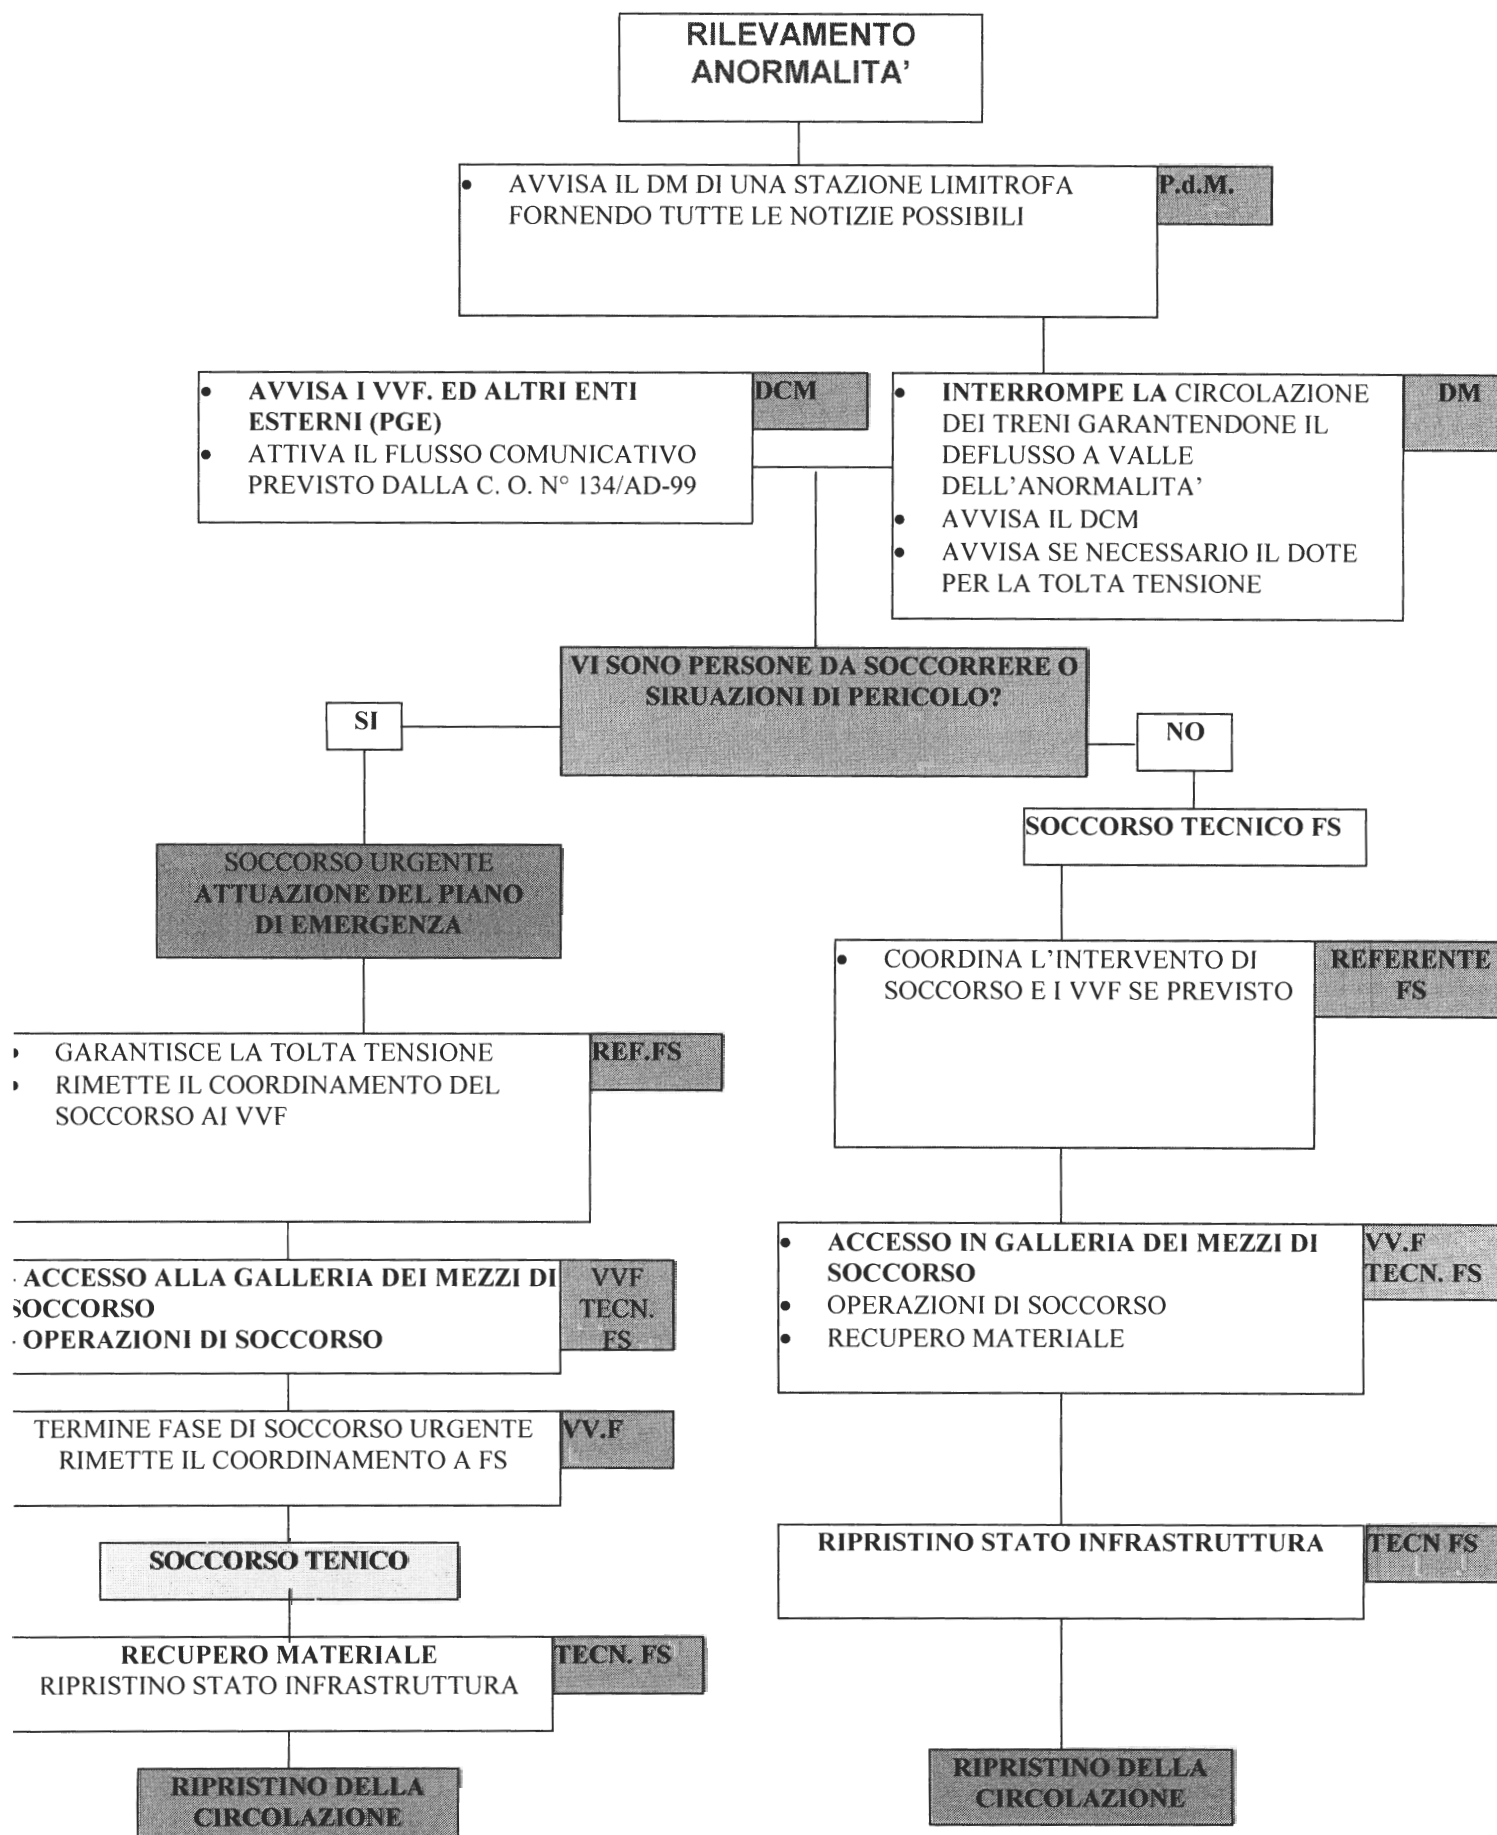 RILEVAMENTO
ANORMALITA'
• AVVISA IL DM DI UNA STAZIONE LIMITROFA
FORNENDO TUTTE LE NOTIZIE POSSIBILI
P.d.M.
• AVVISA I VVF. ED ALTRI ENTI
ESTERNI (PGE)
• ATTIVA IL FLUSSO COMUNICATIVO
PREVISTO DALLA C. O. N° 134/AD-99
DCM
• INTERROMPE LA CIRCOLAZIONE
DEI TRENI GARANTENDONE IL
DEFLUSSO A VALLE
DELL'ANORMALITA'
• AVVISA IL DCM
• AVVISA SE NECESSARIO IL DOTE
PER LA TOLTA TENSIONE
DM
VI SONO PERSONE DA SOCCORRERE O
SIRUAZIONI DI PERICOLO?
SI
NO
SOCCORSO URGENTE
ATTUAZIONE DEL PIANO
DI EMERGENZA
SOCCORSO TECNICO FS
• COORDINA L'INTERVENTO DI
SOCCORSO E I VVF SE PREVISTO
REFERENTE
FS
• GARANTISCE LA TOLTA TENSIONE
• RIMETTE IL COORDINAMENTO DEL
SOCCORSO AI VVF
REF.FS
- ACCESSO ALLA GALLERIA DEI MEZZI DI
SOCCORSO
- OPERAZIONI DI SOCCORSO
VVF
TECN.
FS
• ACCESSO IN GALLERIA DEI MEZZI DI
SOCCORSO
• OPERAZIONI DI SOCCORSO
• RECUPERO MATERIALE
VV.F
TECN. FS
TERMINE FASE DI SOCCORSO URGENTE
RIMETTE IL COORDINAMENTO A FS
VV.F
SOCCORSO TENICO
RIPRISTINO STATO INFRASTRUTTURA
TECN FS
RECUPERO MATERIALE
RIPRISTINO STATO INFRASTRUTTURA
TECN. FS
RIPRISTINO DELLA
CIRCOLAZIONE
RIPRISTINO DELLA
CIRCOLAZIONE